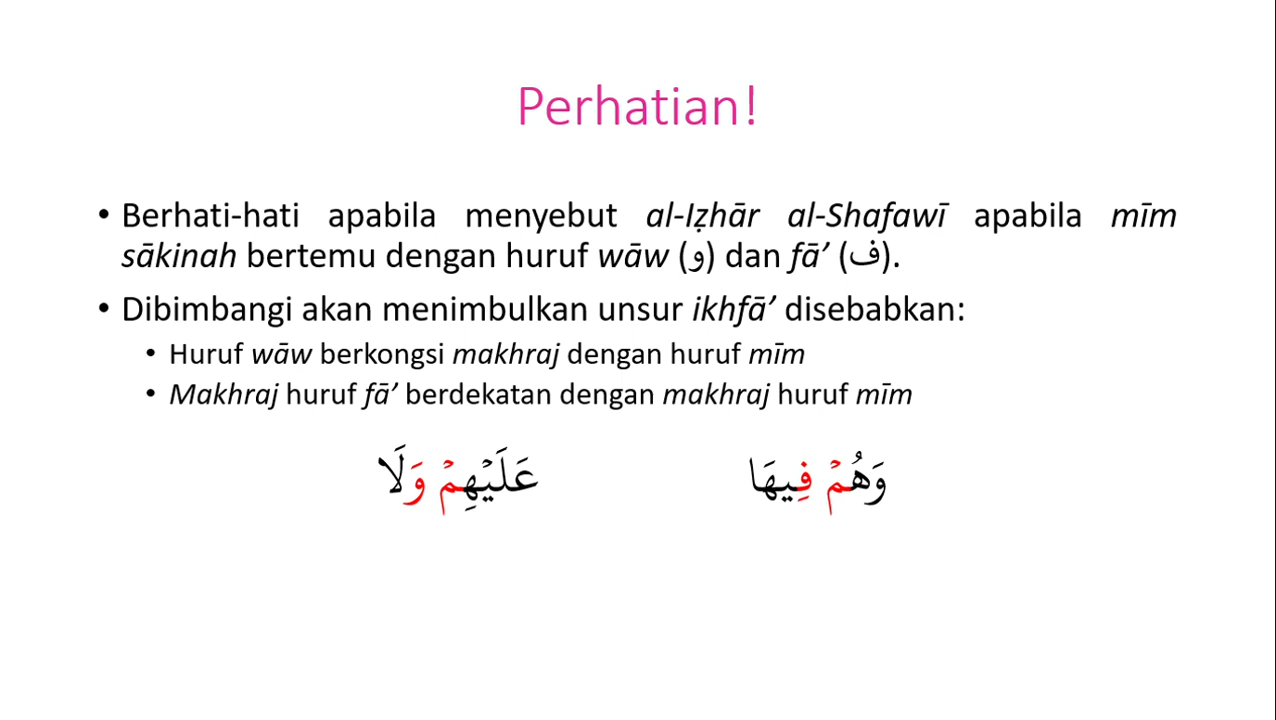 Perhatian!
• Berhati-hati apabila menyebut al-Iẓhār al-Shafawī apabila mīm
sākinah bertemu dengan huruf wāw (و) dan fā’ (ف).
• Dibimbangi akan menimbulkan unsur ikhfā’ disebabkan:
• Huruf wāw berkongsi makhraj dengan huruf mīm
• Makhraj huruf fā’ berdekatan dengan makhraj huruf mīm
وَهُمۡ فِيهَا
عَلَيۡهِمۡ وَلَا